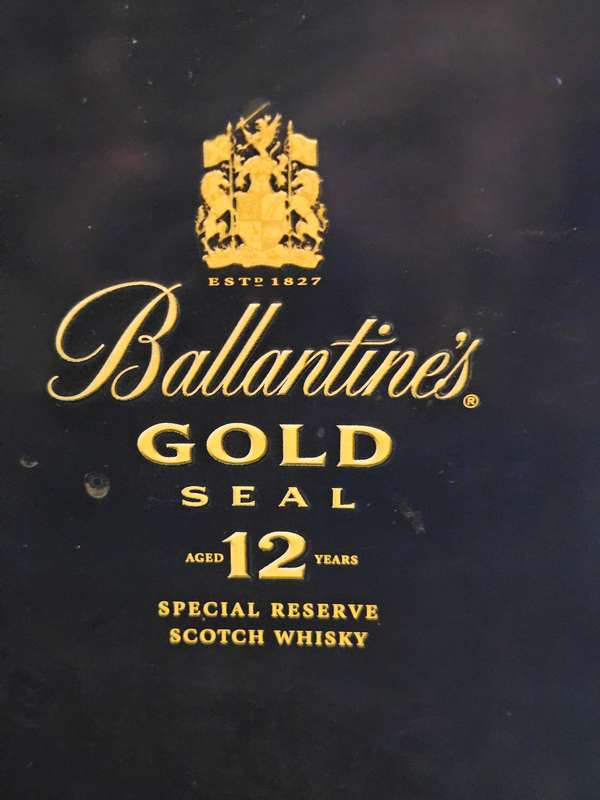 ESTD 1827
Ballantine's®
GOLD
SEAL
AGED 12 YEARS
SPECIAL RESERVE
SCOTCH WHISKY